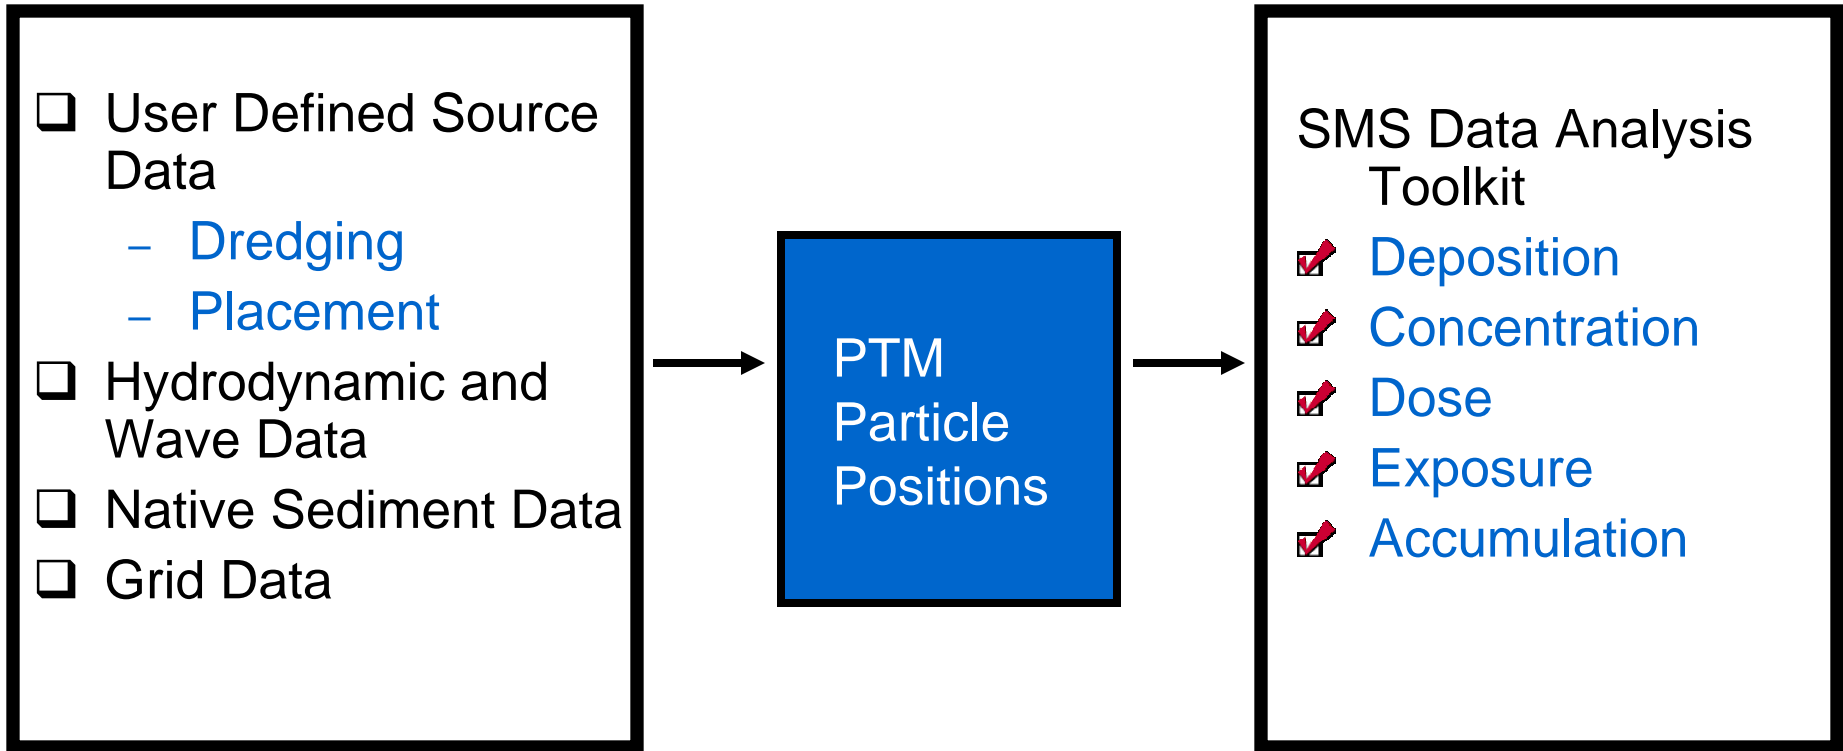 User Defined Source
Data
– Dredging
– Placement
Hydrodynamic and
Wave Data
Native Sediment Data
Grid Data
PTM
Particle
Positions
SMS Data Analysis
Toolkit
Deposition
Concentration
Dose
Exposure
Accumulation